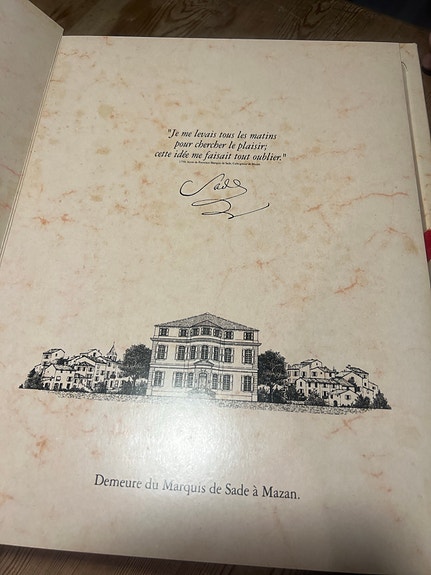 "Je me levais tous les matins
pour chercher le plaisir;
cette idée me faisait tout oublier."
Sade
Demeure du Marquis de Sade à Mazan.